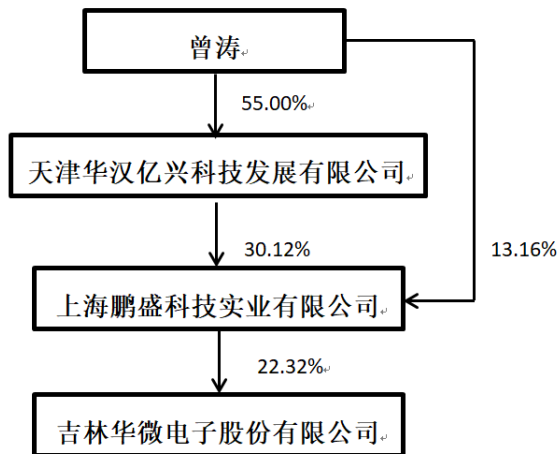 曾涛
55.00%
天津华汉亿兴科技发展有限公司
30.12%
13.16%
上海鹏盛科技实业有限公司
22.32%
吉林华微电子股份有限公司